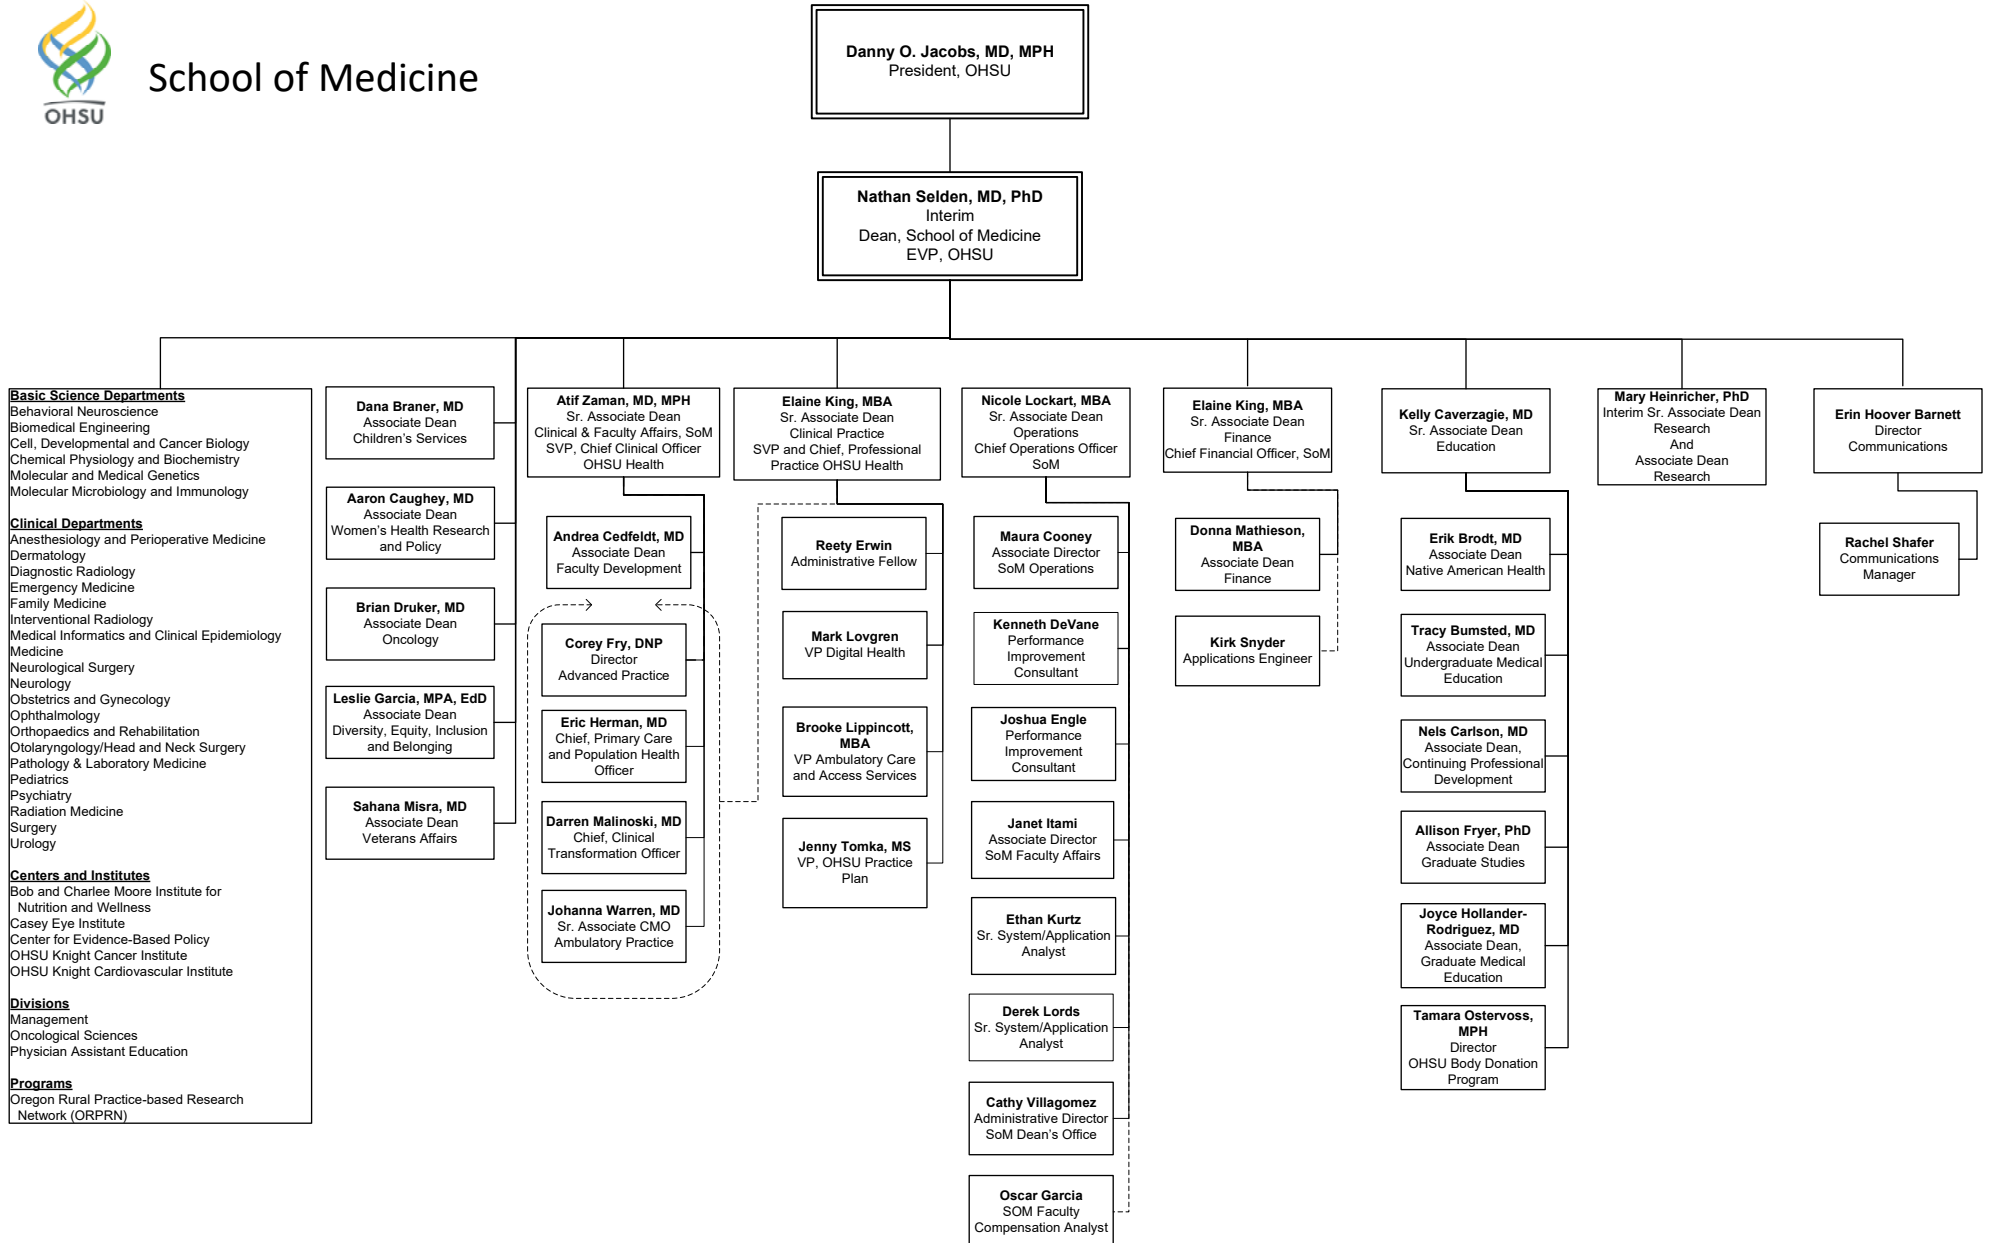 OHSU
School of Medicine
Danny O. Jacobs, MD, MPH
President, OHSU
Nathan Selden, MD, PhD
Interim
Dean, School of Medicine
EVP, OHSU
Basic Science Departments
Behavioral Neuroscience
Biomedical Engineering
Cell, Developmental and Cancer Biology
Chemical Physiology and Biochemistry
Molecular and Medical Genetics
Molecular Microbiology and Immunology
Clinical Departments
Anesthesiology and Perioperative Medicine
Dermatology
Diagnostic Radiology
Emergency Medicine
Family Medicine
Interventional Radiology
Medical Informatics and Clinical Epidemiology
Medicine
Neurological Surgery
Neurology
Obstetrics and Gynecology
Ophthalmology
Orthopaedics and Rehabilitation
Otolaryngology/Head and Neck Surgery
Pathology & Laboratory Medicine
Pediatrics
Psychiatry
Radiation Medicine
Surgery
Urology
Centers and Institutes
Bob and Charlee Moore Institute for
Nutrition and Wellness
Casey Eye Institute
Center for Evidence-Based Policy
OHSU Knight Cancer Institute
OHSU Knight Cardiovascular Institute
Divisions
Management
Oncological Sciences
Physician Assistant Education
Programs
Oregon Rural Practice-based Research
Network (ORPRN)
Dana Braner, MD
Associate Dean
Children's Services
Aaron Caughey, MD
Associate Dean
Women's Health Research
and Policy
Brian Druker, MD
Associate Dean
Oncology
Leslie Garcia, MPA, EdD
Associate Dean
Diversity, Equity, Inclusion
and Belonging
Sahana Misra, MD
Associate Dean
Veterans Affairs
Atif Zaman, MD, MPH
Sr. Associate Dean
Clinical & Faculty Affairs, SoM
SVP, Chief Clinical Officer
OHSU Health
Andrea Cedfeldt, MD
Associate Dean
Faculty Development
Corey Fry, DNP
Director
Advanced Practice
Eric Herman, MD
Chief, Primary Care
and Population Health
Officer
Darren Malinoski, MD
Chief, Clinical
Transformation Officer
Johanna Warren, MD
Sr. Associate CMO
Ambulatory Practice
Elaine King, MBA
Sr. Associate Dean
Clinical Practice
SVP and Chief, Professional
Practice OHSU Health
Reety Erwin
Administrative Fellow
Mark Lovgren
VP Digital Health
Brooke Lippincott,
MBA
VP Ambulatory Care
and Access Services
Jenny Tomka, MS
VP, OHSU Practice
Plan
Nicole Lockart, MBA
Sr. Associate Dean
Operations
Chief Operations Officer
SoM
Maura Cooney
Associate Director
SoM Operations
Kenneth DeVane
Performance
Improvement
Consultant
Joshua Engle
Performance
Improvement
Consultant
Janet Itami
Associate Director
SoM Faculty Affairs
Ethan Kurtz
Sr. System/Application
Analyst
Derek Lords
Sr. System/Application
Analyst
Cathy Villagomez
Administrative Director
SoM Dean's Office
Oscar Garcia
SOM Faculty
Compensation Analyst
Elaine King, MBA
Sr. Associate Dean
Finance
Chief Financial Officer, SoM
Donna Mathieson,
MBA
Associate Dean
Finance
Kirk Snyder
Applications Engineer
Kelly Caverzagie, MD
Sr. Associate Dean
Education
Erik Brodt, MD
Associate Dean
Native American Health
Tracy Bumsted, MD
Associate Dean
Undergraduate Medical
Education
Nels Carlson, MD
Associate Dean,
Continuing Professional
Development
Allison Fryer, PhD
Associate Dean
Graduate Studies
Joyce Hollander-
Rodriguez, MD
Associate Dean,
Graduate Medical
Education
Tamara Ostervoss,
MPH
Director
OHSU Body Donation
Program
Mary Heinricher, PhD
Interim Sr. Associate Dean
Research
And
Associate Dean
Research
Erin Hoover Barnett
Director
Communications
Rachel Shafer
Communications
Manager